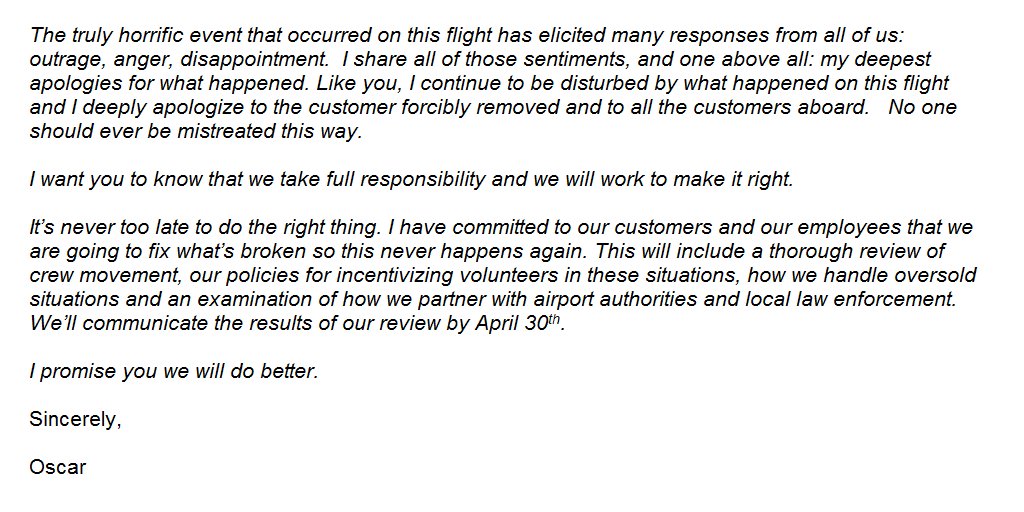 The truly horrific event that occurred on this flight has elicited many responses from all of us:
outrage, anger, disappointment.  I share all of those sentiments, and one above all: my deepest
apologies for what happened. Like you, I continue to be disturbed by what happened on this flight
and I deeply apologize to the customer forcibly removed and to all the customers aboard.   No one
should ever be mistreated this way.
I want you to know that we take full responsibility and we will work to make it right.
It’s never too late to do the right thing. I have committed to our customers and our employees that we
are going to fix what’s broken so this never happens again. This will include a thorough review of
crew movement, our policies for incentivizing volunteers in these situations, how we handle oversold
situations and an examination of how we partner with airport authorities and local law enforcement.
We’ll communicate the results of our review by April 30th.
I promise you we will do better.
Sincerely,
Oscar